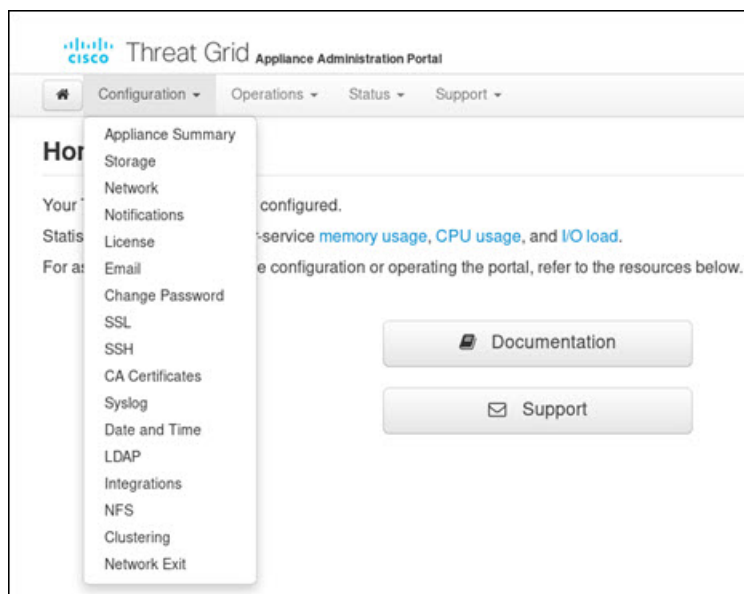 CISCO Threat Grid Appliance Administration Portal
Configuration Operations Status Support
Appliance Summary
Hor
Storage
Network
Your configured.
Notifications
Statis -service memory usage, CPU usage, and I/O load.
License
For as e configuration or operating the portal, refer to the resources below.
Email
Change Password
SSL
SSH
CA Certificates
Syslog
Date and Time
LDAP
Integrations
NFS
Clustering
Network Exit
Documentation
Support